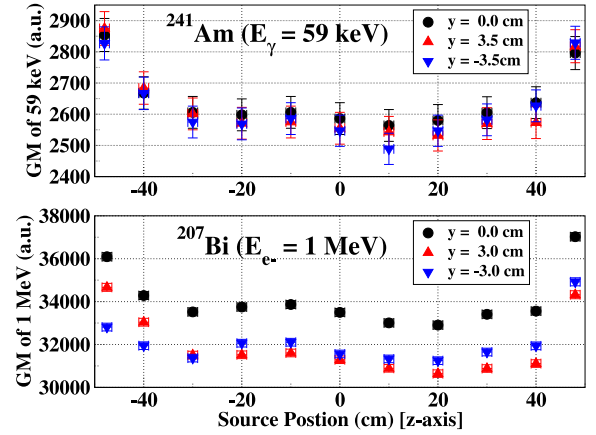 ²⁴¹Am (Eγ = 59 keV)
y = 0.0 cm
y = 3.5 cm
y = -3.5cm
GM of 59 keV (a.u.)
2900
2800
2700
2600
2500
2400
-40 -20 0 20 40
²⁰⁷Bi (Ee- = 1 MeV)
y = 0.0 cm
y = 3.0 cm
y = -3.0 cm
GM of 1 MeV (a.u.)
38000
36000
34000
32000
30000
-40 -20 0 20 40
Source Postion (cm) [z-axis]